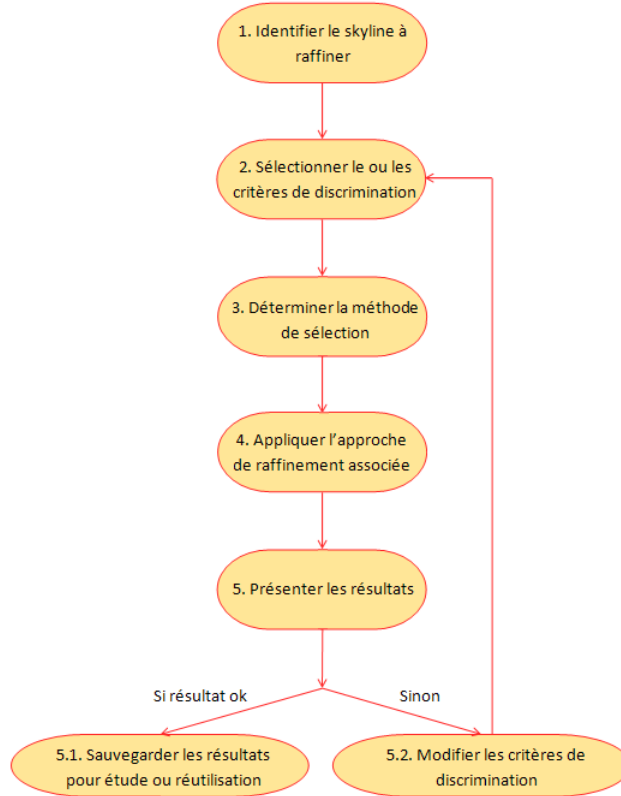 1. Identifier le skyline à
raffiner
2. Sélectionner le ou les
critères de discrimination
3. Déterminer la méthode
de sélection
4. Appliquer l'approche
de raffinement associée
5. Présenter les résultats
Si résultat ok
Sinon
5.1. Sauvegarder les résultats
pour étude ou réutilisation
5.2. Modifier les critères de
discrimination